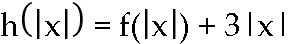 h(|x|) = f(|x|) + 3|x|